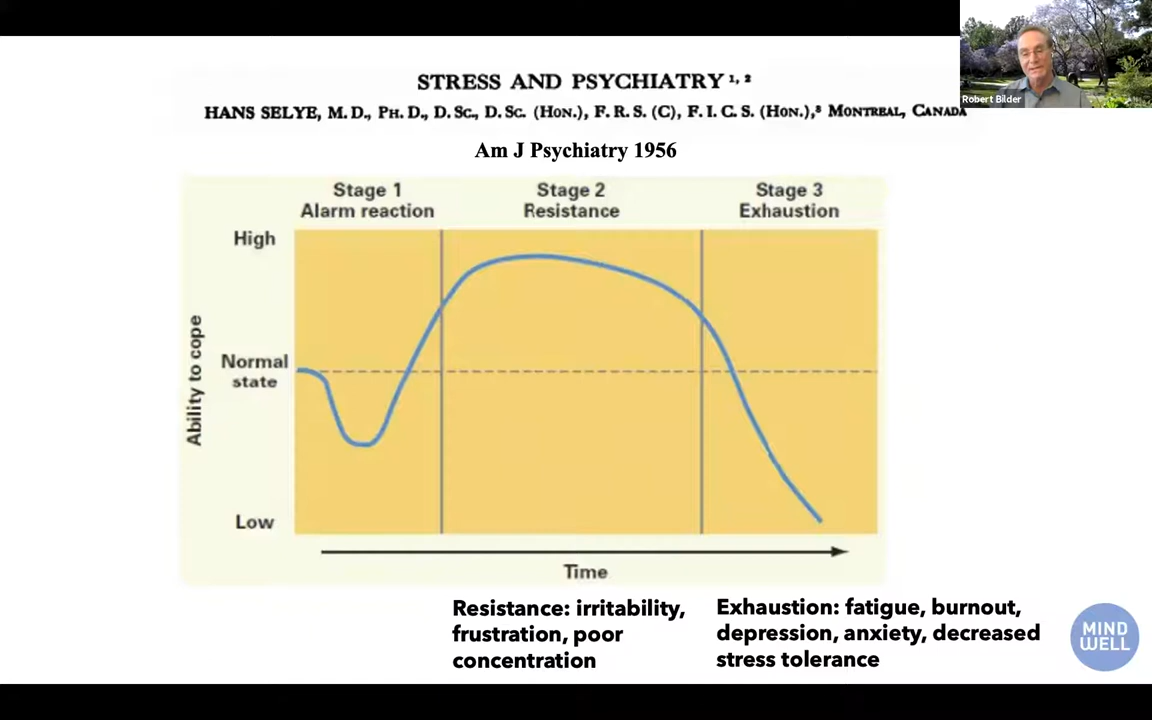 STRESS AND PSYCHIATRY ¹, ²
HANS SELYE, M. D., PH. D., D. SC., D. SC. (HON.), F. R. S. (C), F. I. C. S. (HON.),³ MONTREAL, CANADA
Robert Bilder
Am J Psychiatry 1956
Stage 1
Alarm reaction
Stage 2
Resistance
Stage 3
Exhaustion
High
Normal
state
Low
Ability to cope
Time
Resistance: irritability,
frustration, poor
concentration
Exhaustion: fatigue, burnout,
depression, anxiety, decreased
stress tolerance
MIND
WELL